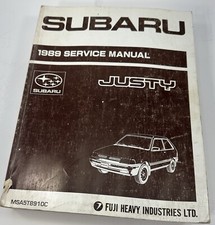 SUBARU
1989 SERVICE MANUAL
SUBARU
JUSTY
MSA5T8910C
FUJI HEAVY INDUSTRIES LTD.